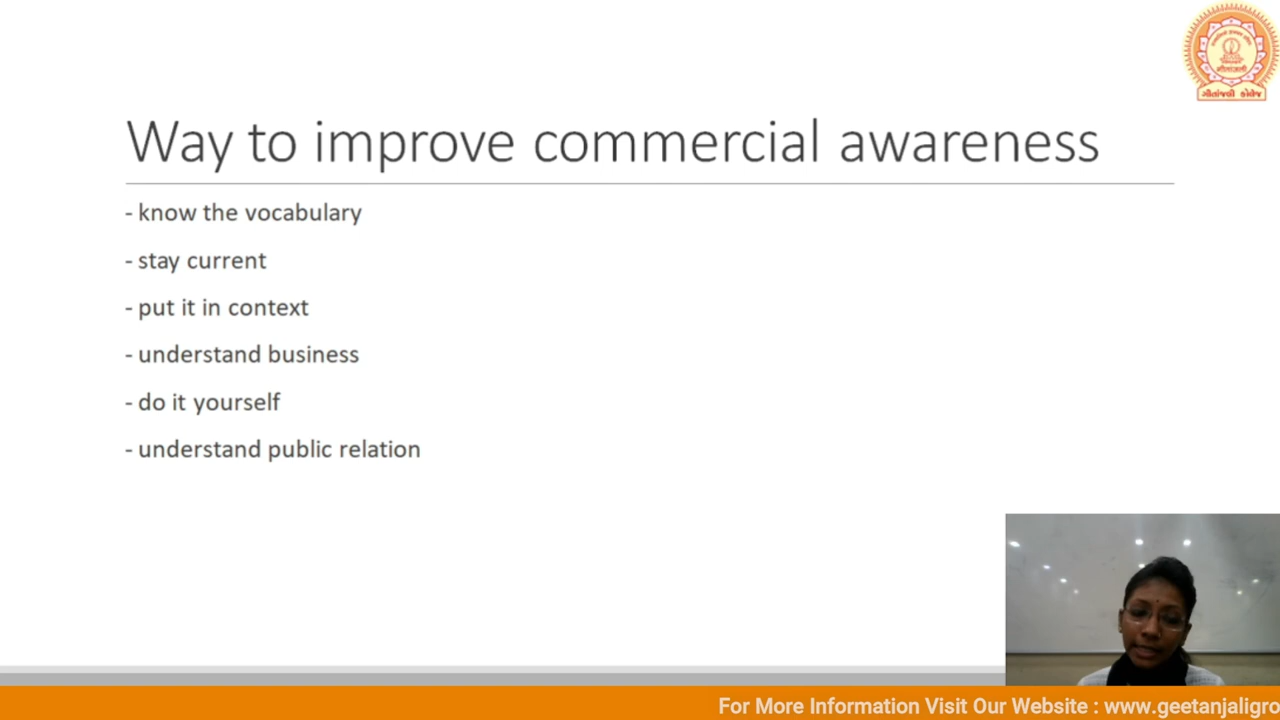 Way to improve commercial awareness
- know the vocabulary
- stay current
- put it in context
- understand business
- do it yourself
- understand public relation
ગીતાંજલી કોલેજ
For More Information Visit Our Website : www.geetanjaligro